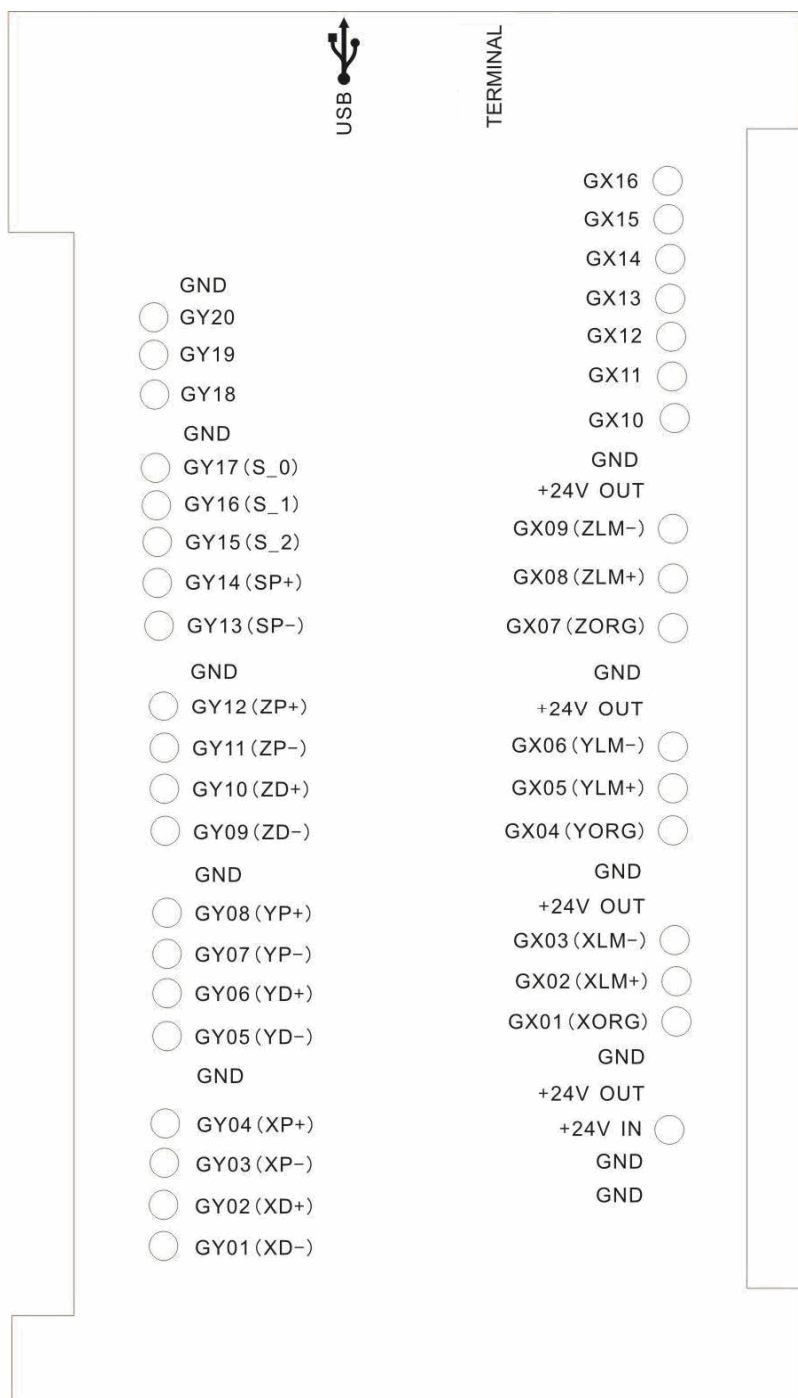 USB
TERMINAL
GND
GY20
GY19
GY18
GND
GY17(S_0)
GY16(S_1)
GY15(S_2)
GY14(SP+)
GY13(SP-)
GND
GY12(ZP+)
GY11(ZP-)
GY10(ZD+)
GY09(ZD-)
GND
GY08(YP+)
GY07(YP-)
GY06(YD+)
GY05(YD-)
GND
GY04(XP+)
GY03(XP-)
GY02(XD+)
GY01(XD-)
GX16
GX15
GX14
GX13
GX12
GX11
GX10
GND
+24V OUT
GX09(ZLM-)
GX08(ZLM+)
GX07(ZORG)
GND
+24V OUT
GX06(YLM-)
GX05(YLM+)
GX04(YORG)
GND
+24V OUT
GX03(XLM-)
GX02(XLM+)
GX01(XORG)
GND
+24V OUT
+24V IN
GND
GND